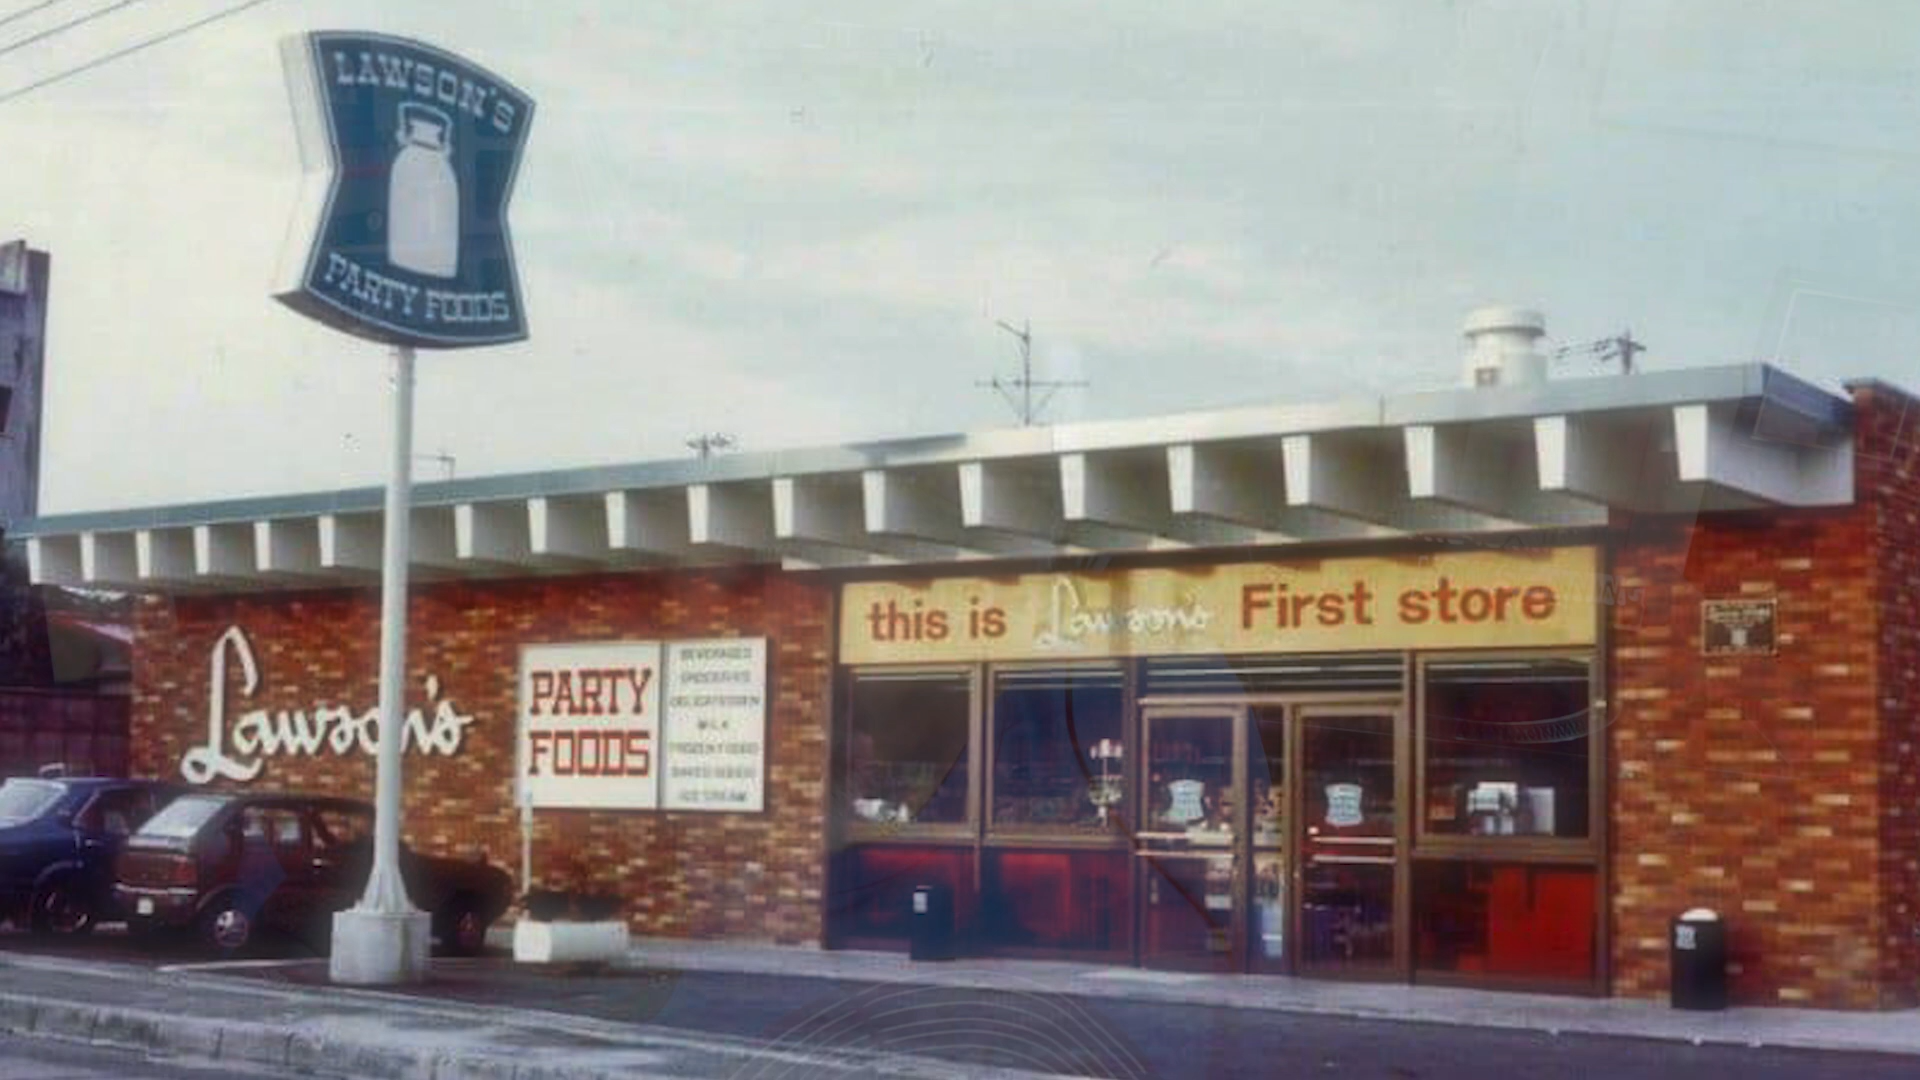 LAWSON'S
PARTY FOODS
Lawson's
PARTY
FOODS
BEVERAGES
GROCERIES
DELICATESSEN
MILK
FROZEN FOODS
BAKED GOODS
ICE CREAM
this is Lawson's First store